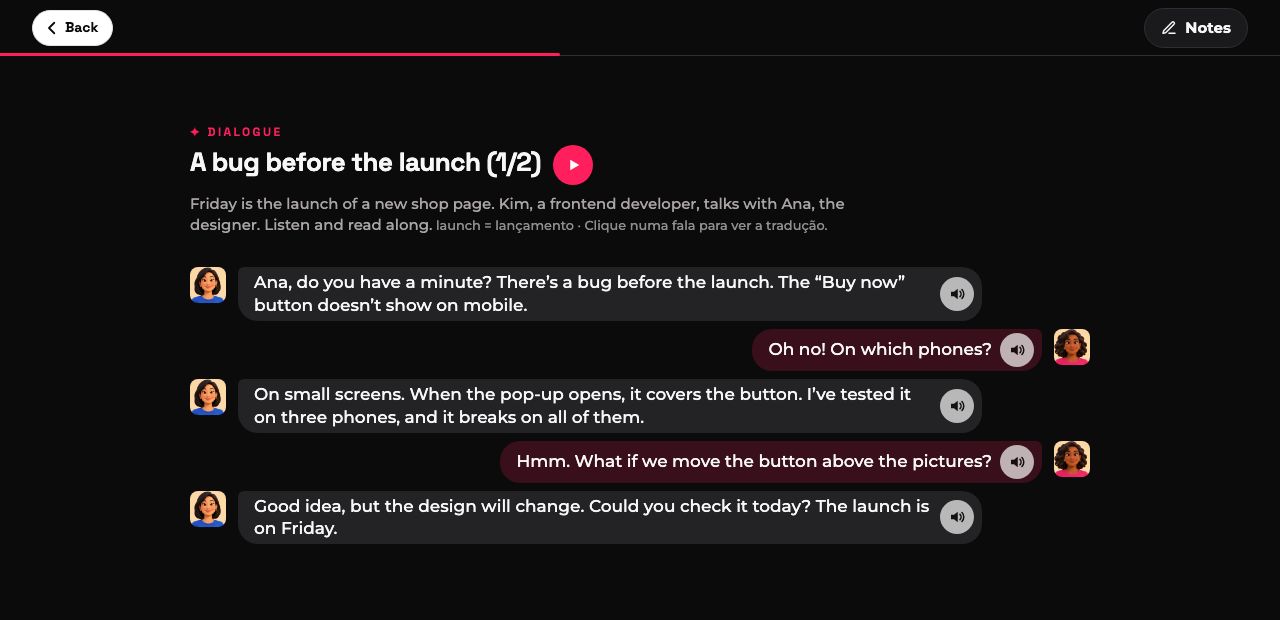 Back
Notes
✦ DIALOGUE
A bug before the launch (1/2)
Friday is the launch of a new shop page. Kim, a frontend developer, talks with Ana, the
designer. Listen and read along. launch = lançamento · Clique numa fala para ver a tradução.
Ana, do you have a minute? There’s a bug before the launch. The “Buy now”
button doesn’t show on mobile.
Oh no! On which phones?
On small screens. When the pop-up opens, it covers the button. I’ve tested it
on three phones, and it breaks on all of them.
Hmm. What if we move the button above the pictures?
Good idea, but the design will change. Could you check it today? The launch is
on Friday.